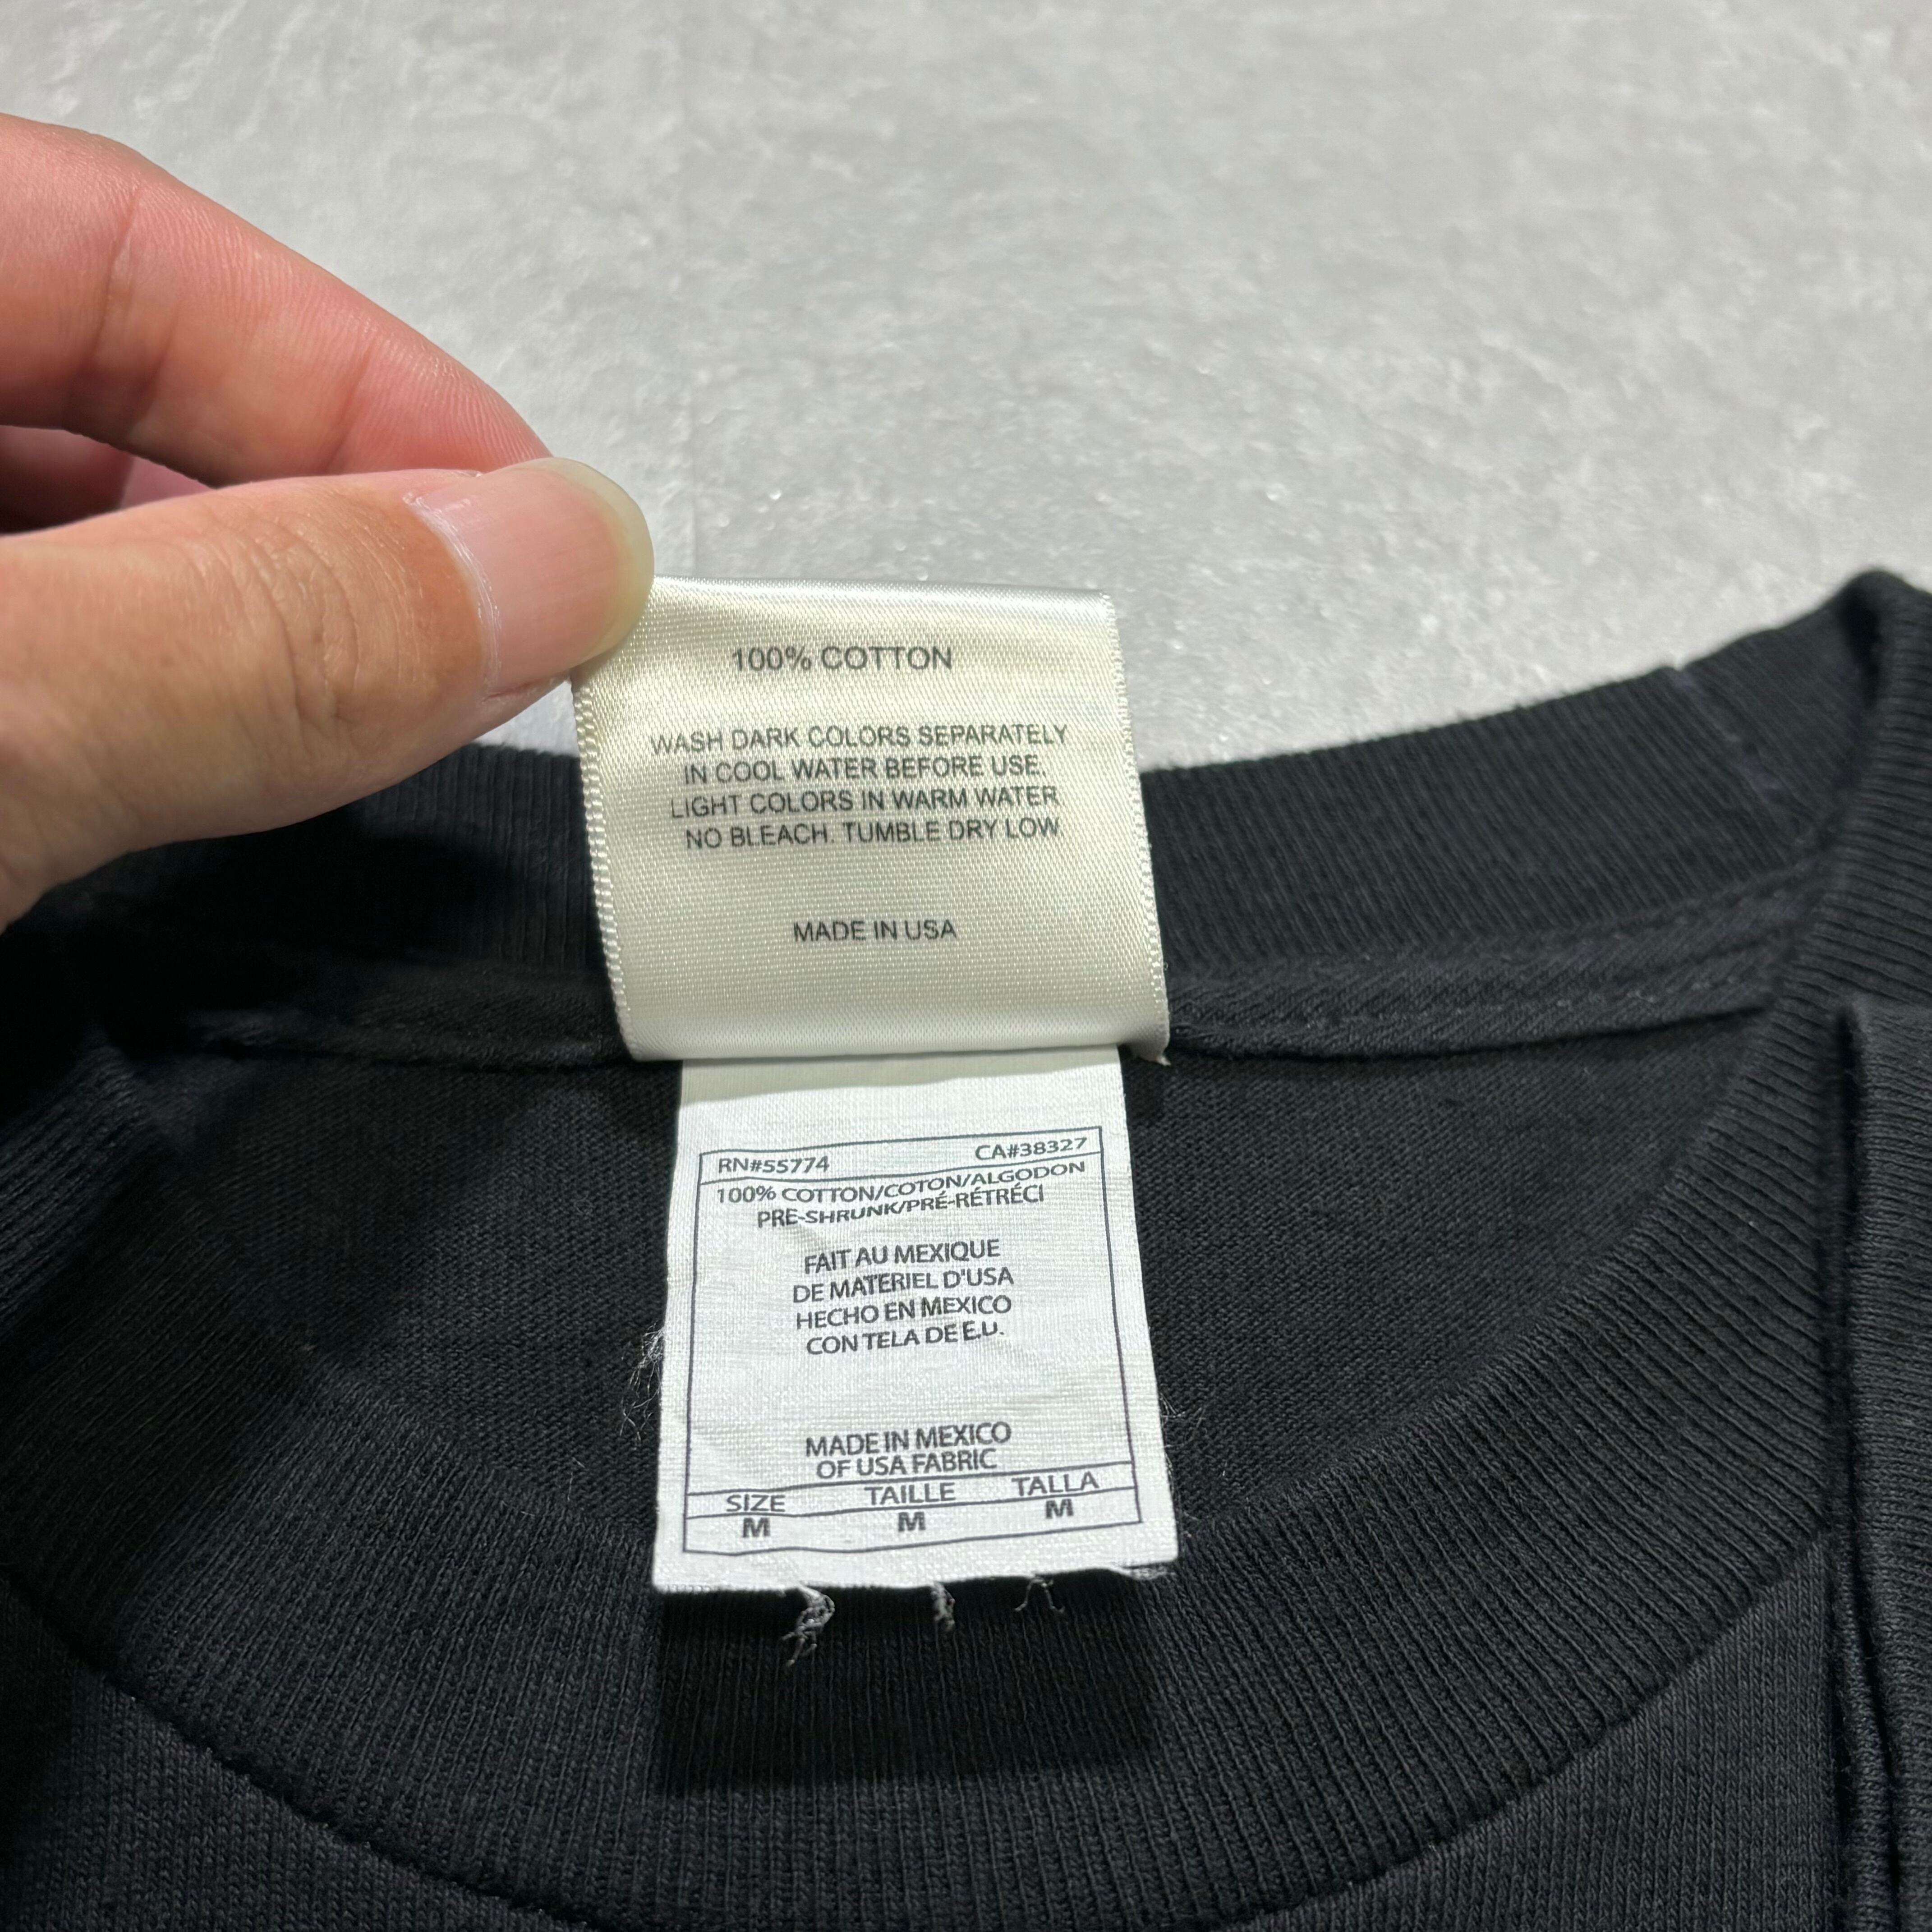 100% COTTON
WASH DARK COLORS SEPARATELY
IN COOL WATER BEFORE USE.
LIGHT COLORS IN WARM WATER
NO BLEACH. TUMBLE DRY LOW
MADE IN USA
RN#55774 CA#38327
100% COTTON/COTON/ALGODON
PRE-SHRUNK/PRÉ-RÉTRÉCI
FAIT AU MEXIQUE
DE MATERIEL D'USA
HECHO EN MEXICO
CON TELA DE E.U.
MADE IN MEXICO
OF USA FABRIC
SIZE TAILLE TALLA
M M M